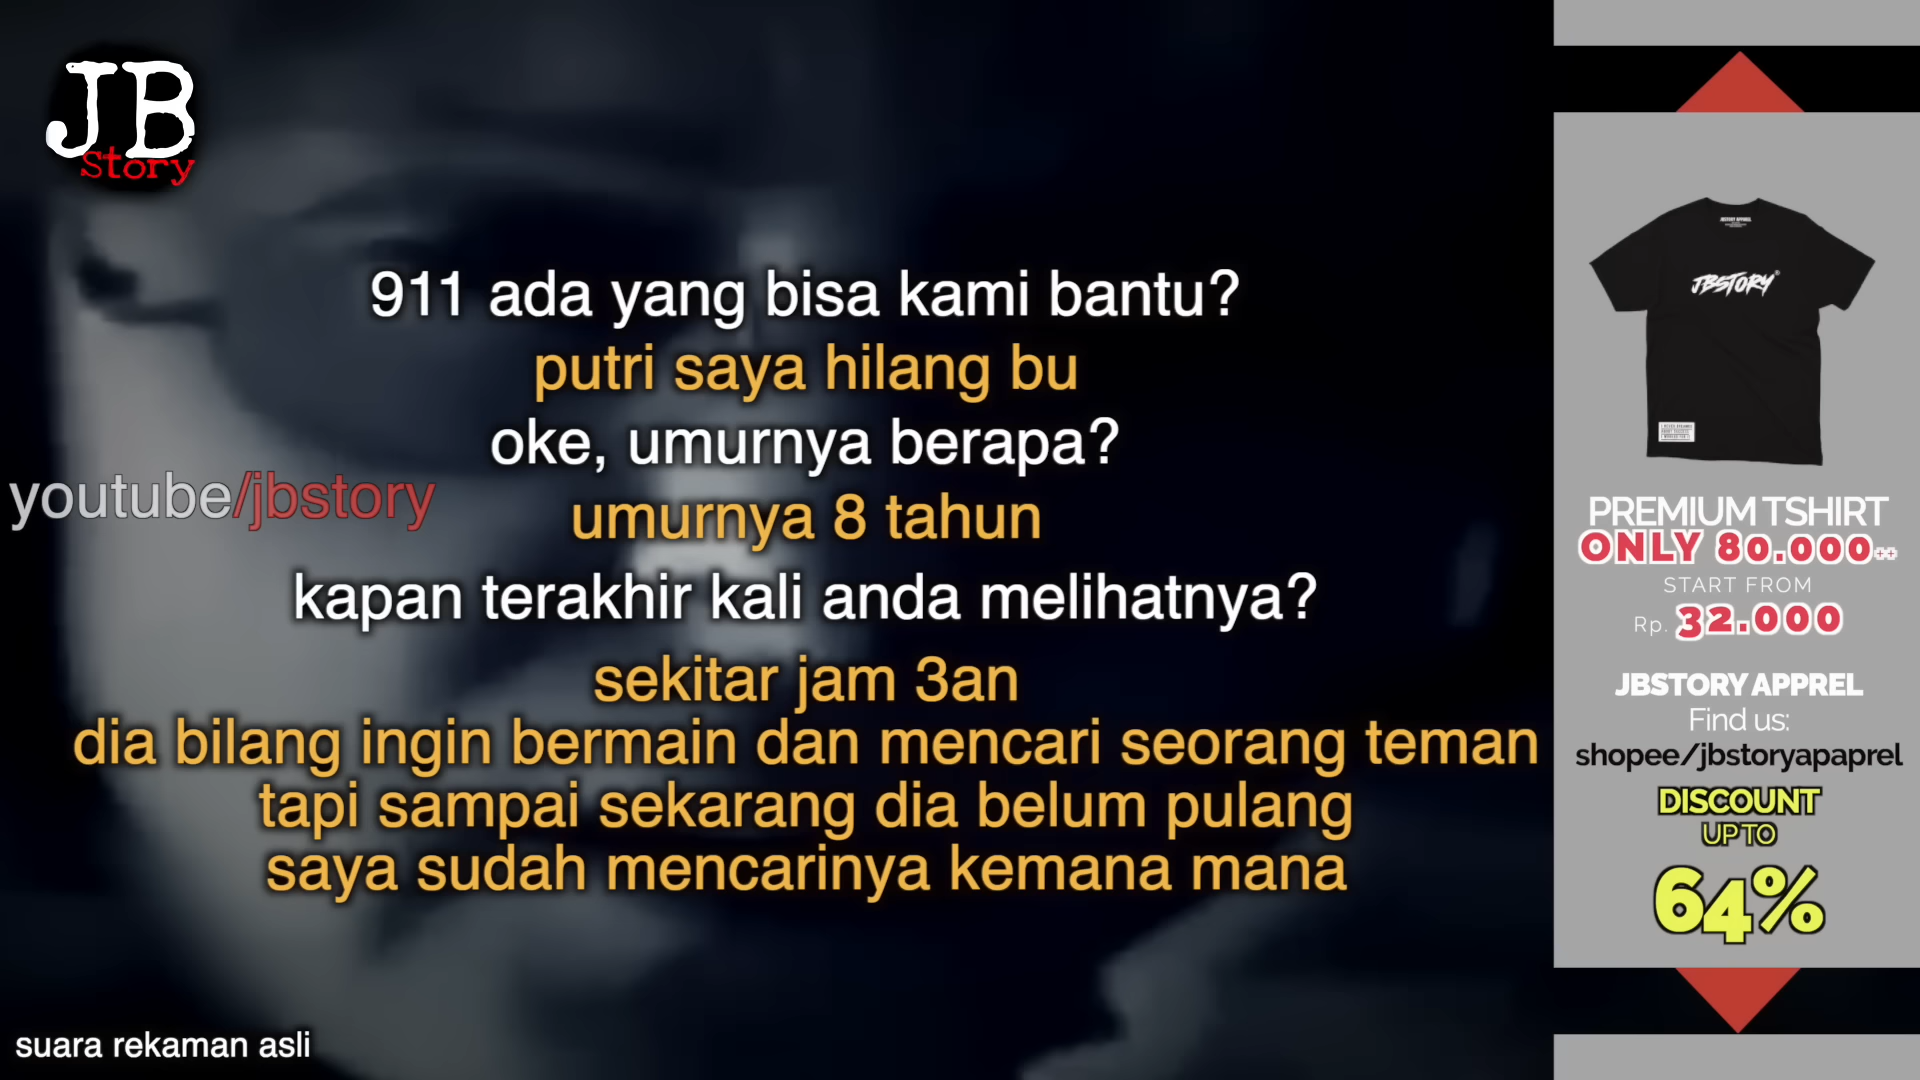 JB
Story
911 ada yang bisa kami bantu?
putri saya hilang bu
oke, umurnya berapa?
youtube/jbstory
umurnya 8 tahun
kapan terakhir kali anda melihatnya?
sekitar jam 3an
dia bilang ingin bermain dan mencari seorang teman
tapi sampai sekarang dia belum pulang
saya sudah mencarinya kemana mana
suara rekaman asli
JBSTORY APPAREL
JBSTORY®
PREMIUM TSHIRT
ONLY 80.000++
START FROM
Rp. 32.000
JBSTORY APPREL
Find us:
shopee/jbstoryapaprel
DISCOUNT
UP TO
64%